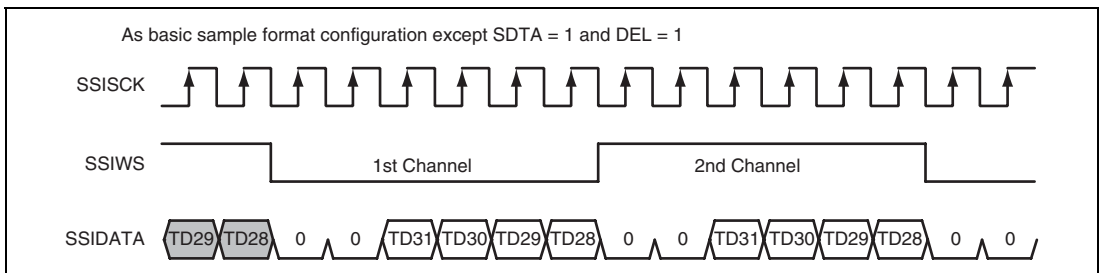 As basic sample format configuration except SDTA = 1 and DEL = 1
SSISCK
SSIWS 1st Channel 2nd Channel
SSIDATA TD29 TD28 0 0 TD31 TD30 TD29 TD28 0 0 TD31 TD30 TD29 TD28 0 0